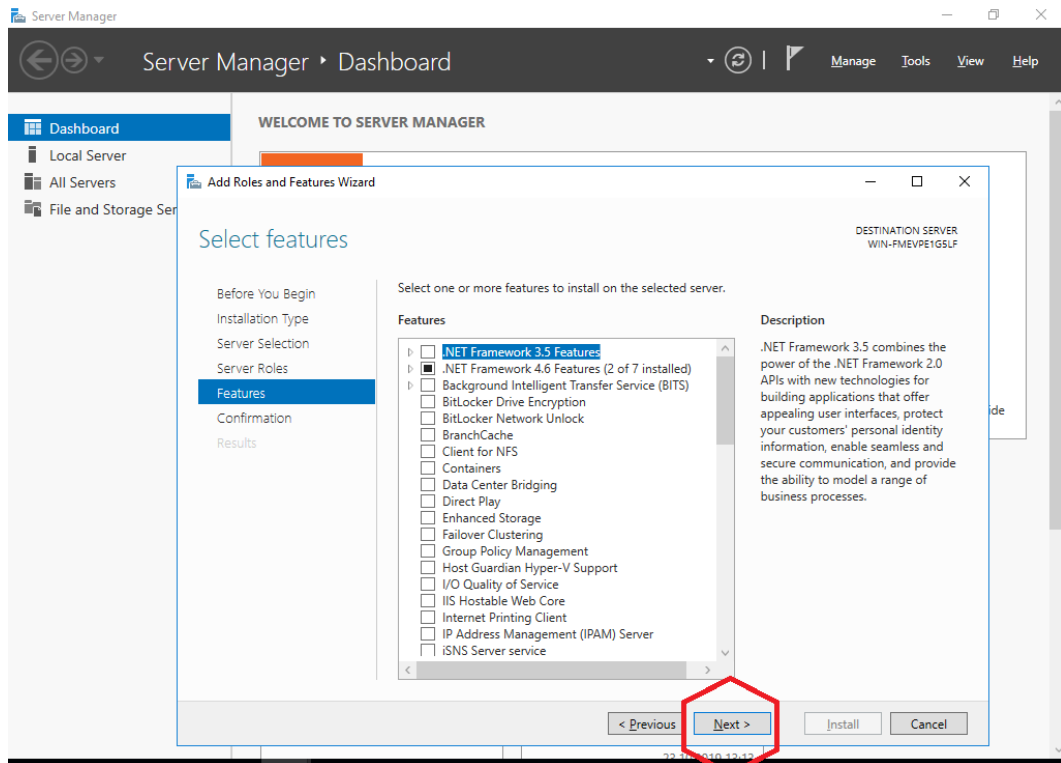 Server Manager
Server Manager • Dashboard
Manage Tools View Help
Dashboard
Local Server
All Servers
File and Storage Ser
WELCOME TO SERVER MANAGER
Add Roles and Features Wizard
Select features
DESTINATION SERVER
WIN-FMEVPE1G5LF
Before You Begin
Installation Type
Server Selection
Server Roles
Features
Confirmation
Results
Select one or more features to install on the selected server.
Features
.NET Framework 3.5 Features
.NET Framework 4.6 Features (2 of 7 installed)
Background Intelligent Transfer Service (BITS)
BitLocker Drive Encryption
BitLocker Network Unlock
BranchCache
Client for NFS
Containers
Data Center Bridging
Direct Play
Enhanced Storage
Failover Clustering
Group Policy Management
Host Guardian Hyper-V Support
I/O Quality of Service
IIS Hostable Web Core
Internet Printing Client
IP Address Management (IPAM) Server
iSNS Server service
Description
.NET Framework 3.5 combines the
power of the .NET Framework 2.0
APIs with new technologies for
building applications that offer
appealing user interfaces, protect
your customers' personal identity
information, enable seamless and
secure communication, and provide
the ability to model a range of
business processes.
ide
< Previous
Next >
Install
Cancel